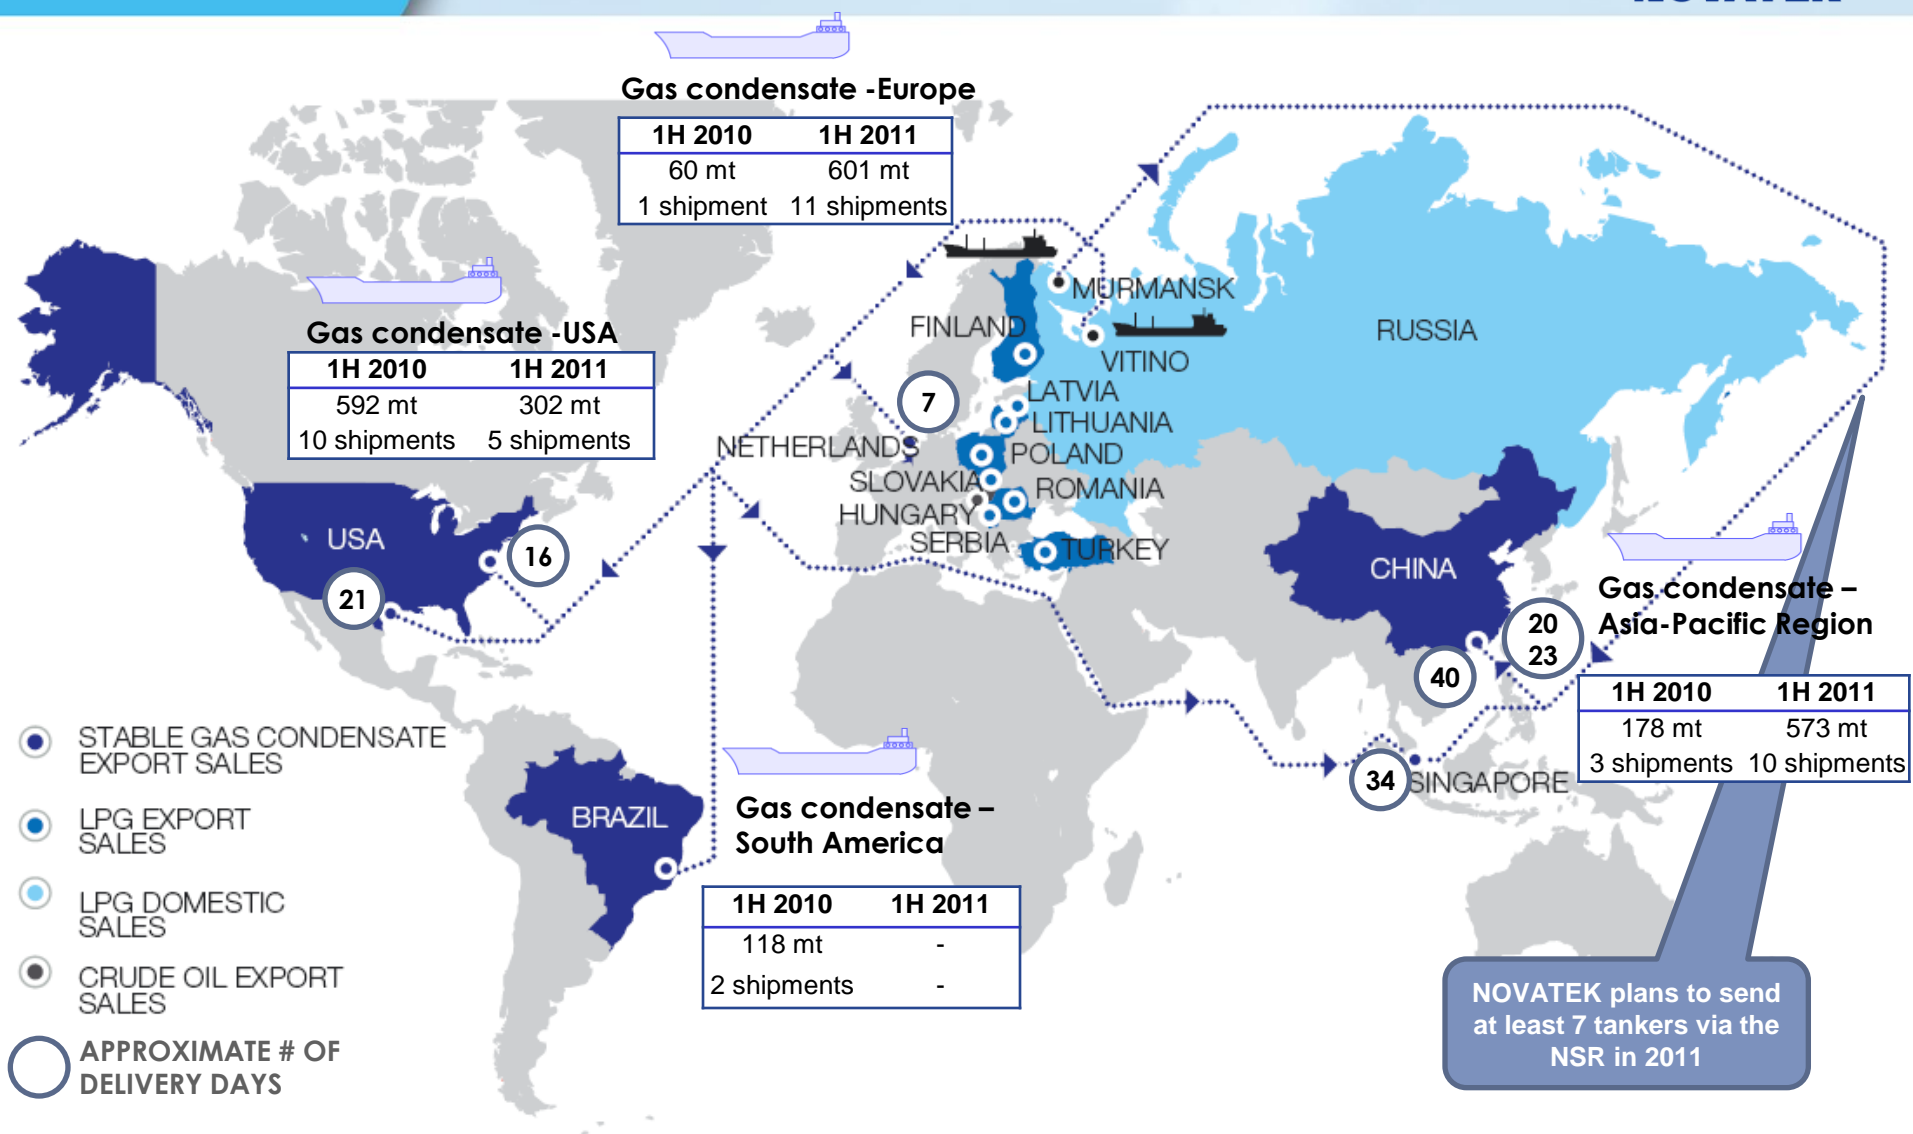 Gas condensate -Europe
1H 2010 1H 2011
60 mt 601 mt
1 shipment 11 shipments
Gas condensate -USA
1H 2010 1H 2011
592 mt 302 mt
10 shipments 5 shipments
MURMANSK
FINLAND
VITINO
RUSSIA
7
LATVIA
LITHUANIA
NETHERLANDS
POLAND
SLOVAKIA
ROMANIA
HUNGARY
SERBIA
TURKEY
USA
16
21
CHINA
Gas condensate –
Asia-Pacific Region
20
23
40
1H 2010 1H 2011
178 mt 573 mt
3 shipments 10 shipments
34
SINGAPORE
BRAZIL
Gas condensate –
South America
1H 2010 1H 2011
118 mt -
2 shipments -
STABLE GAS CONDENSATE
EXPORT SALES
LPG EXPORT
SALES
LPG DOMESTIC
SALES
CRUDE OIL EXPORT
SALES
APPROXIMATE # OF
DELIVERY DAYS
NOVATEK plans to send
at least 7 tankers via the
NSR in 2011